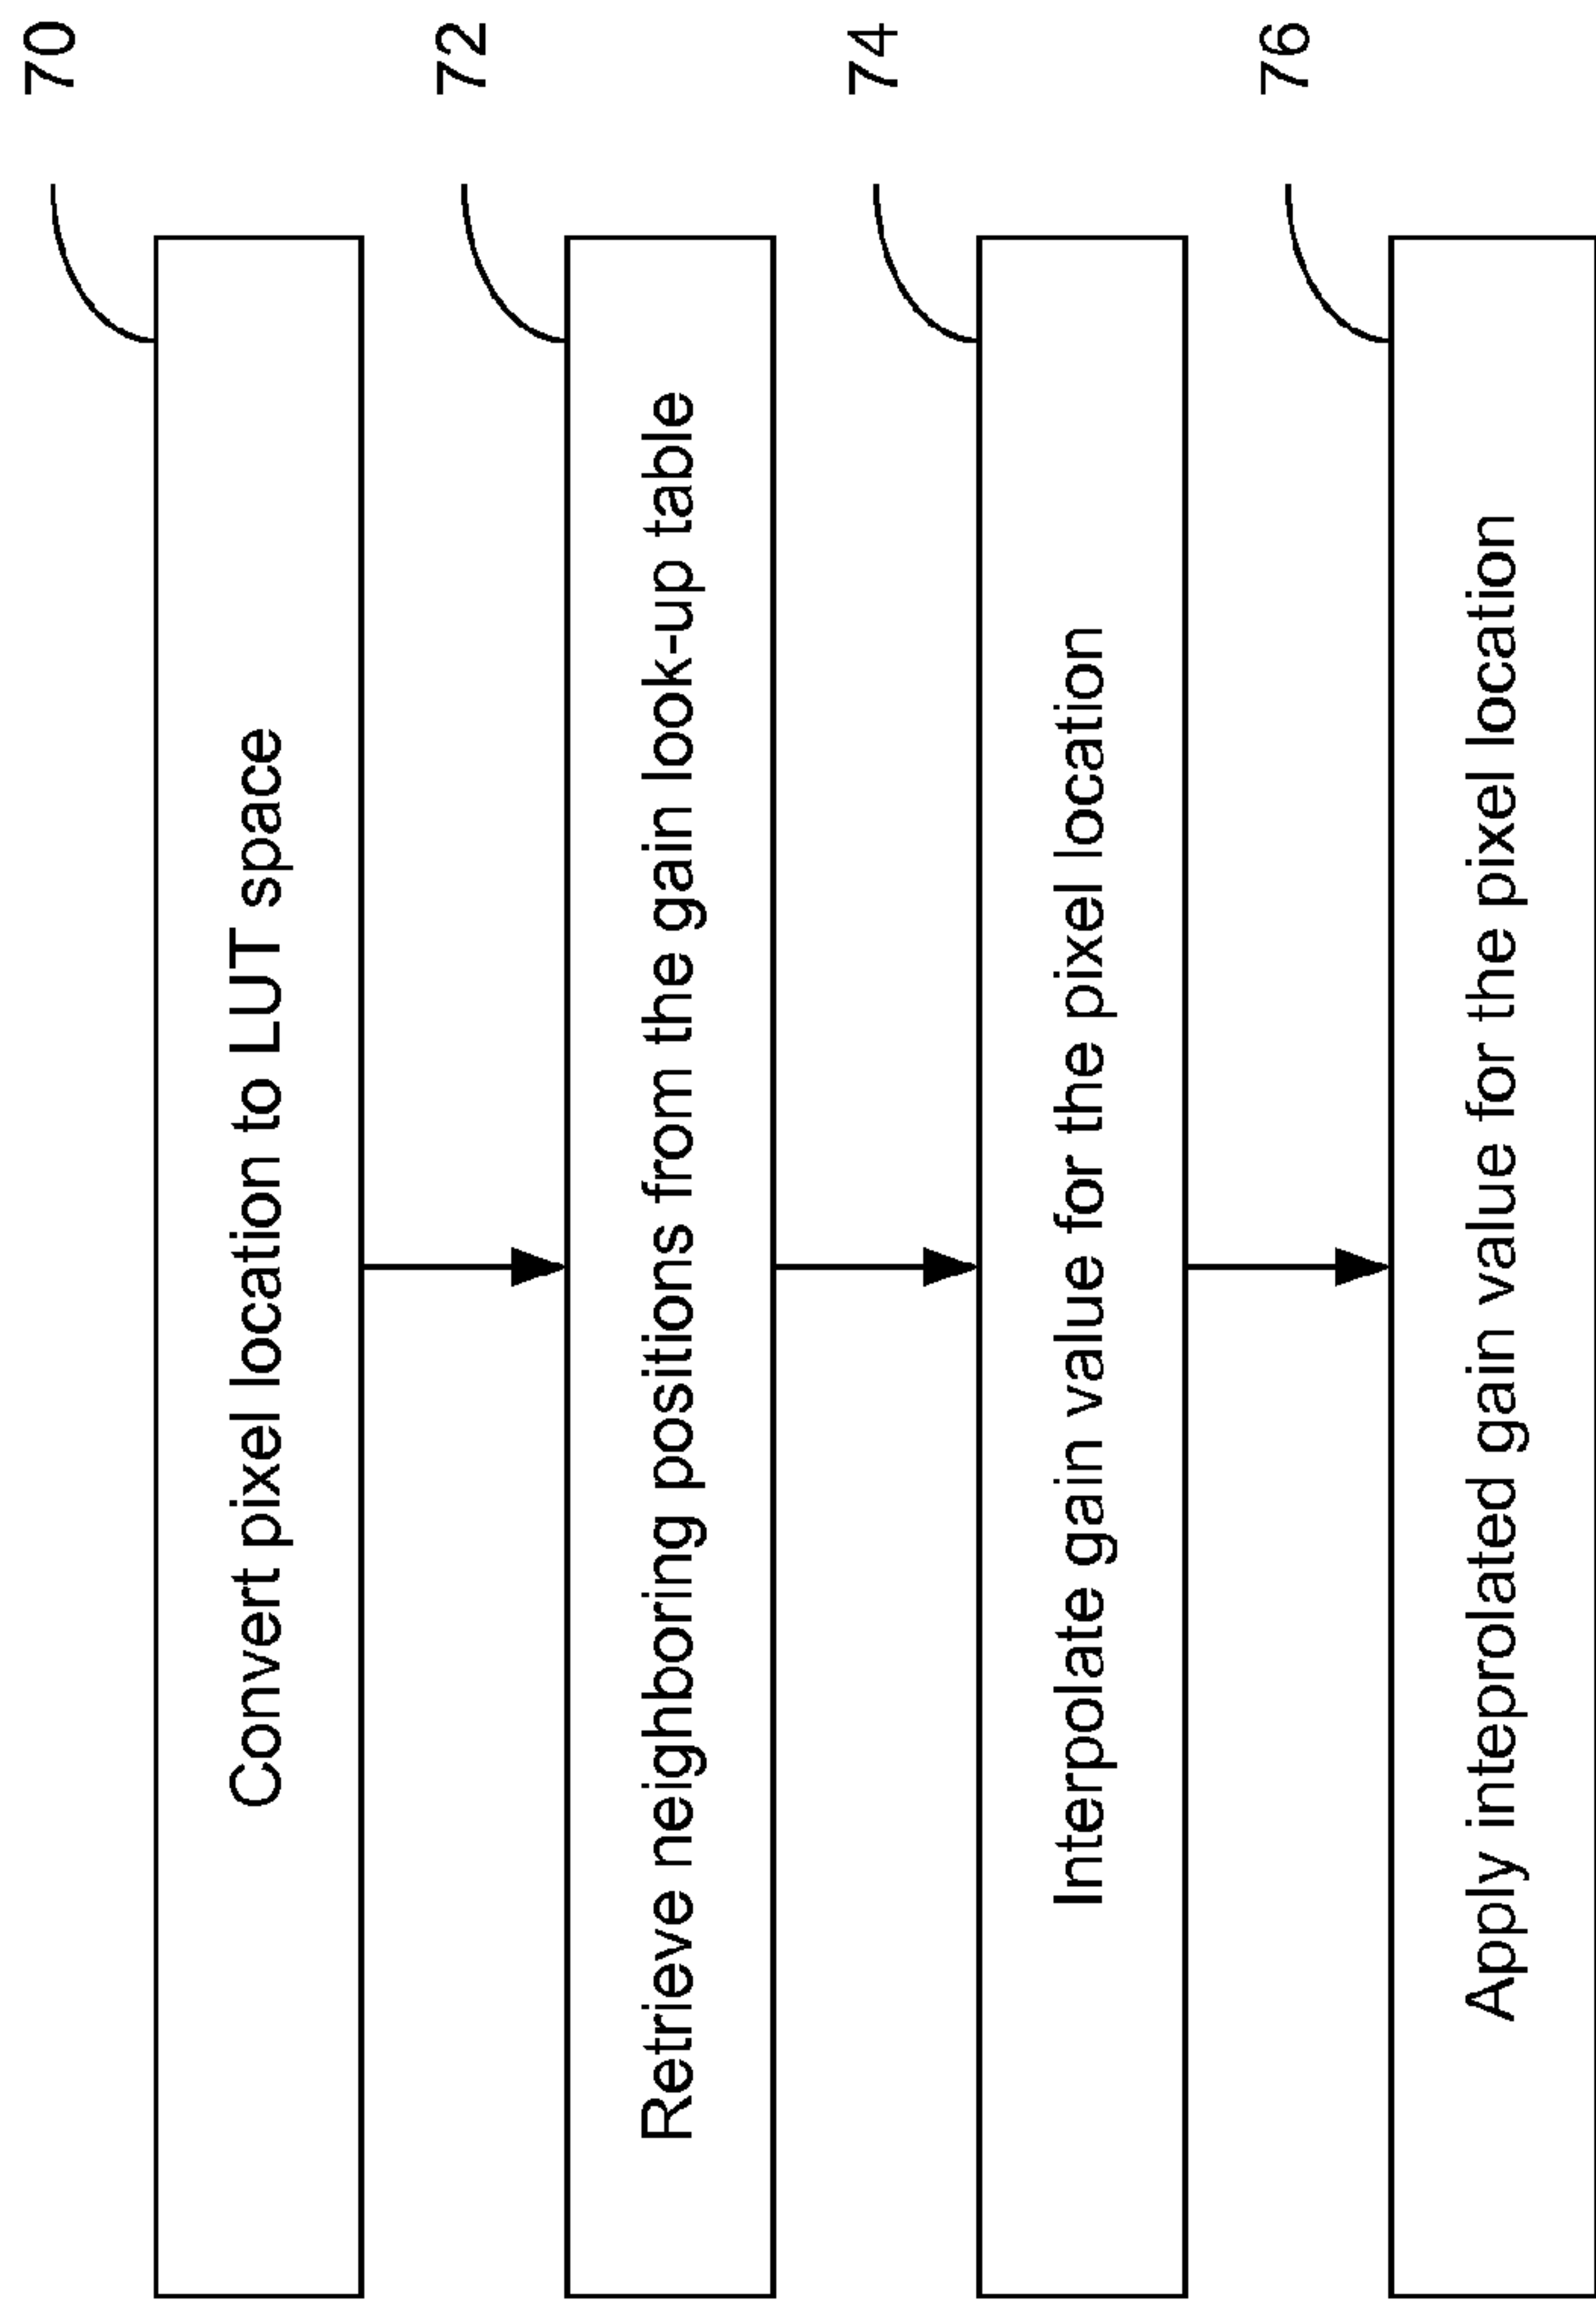 70
Convert pixel location to LUT space
72
Retrieve neighboring positions from the gain look-up table
74
Interpolate gain value for the pixel location
76
Apply inteprolated gain value for the pixel location